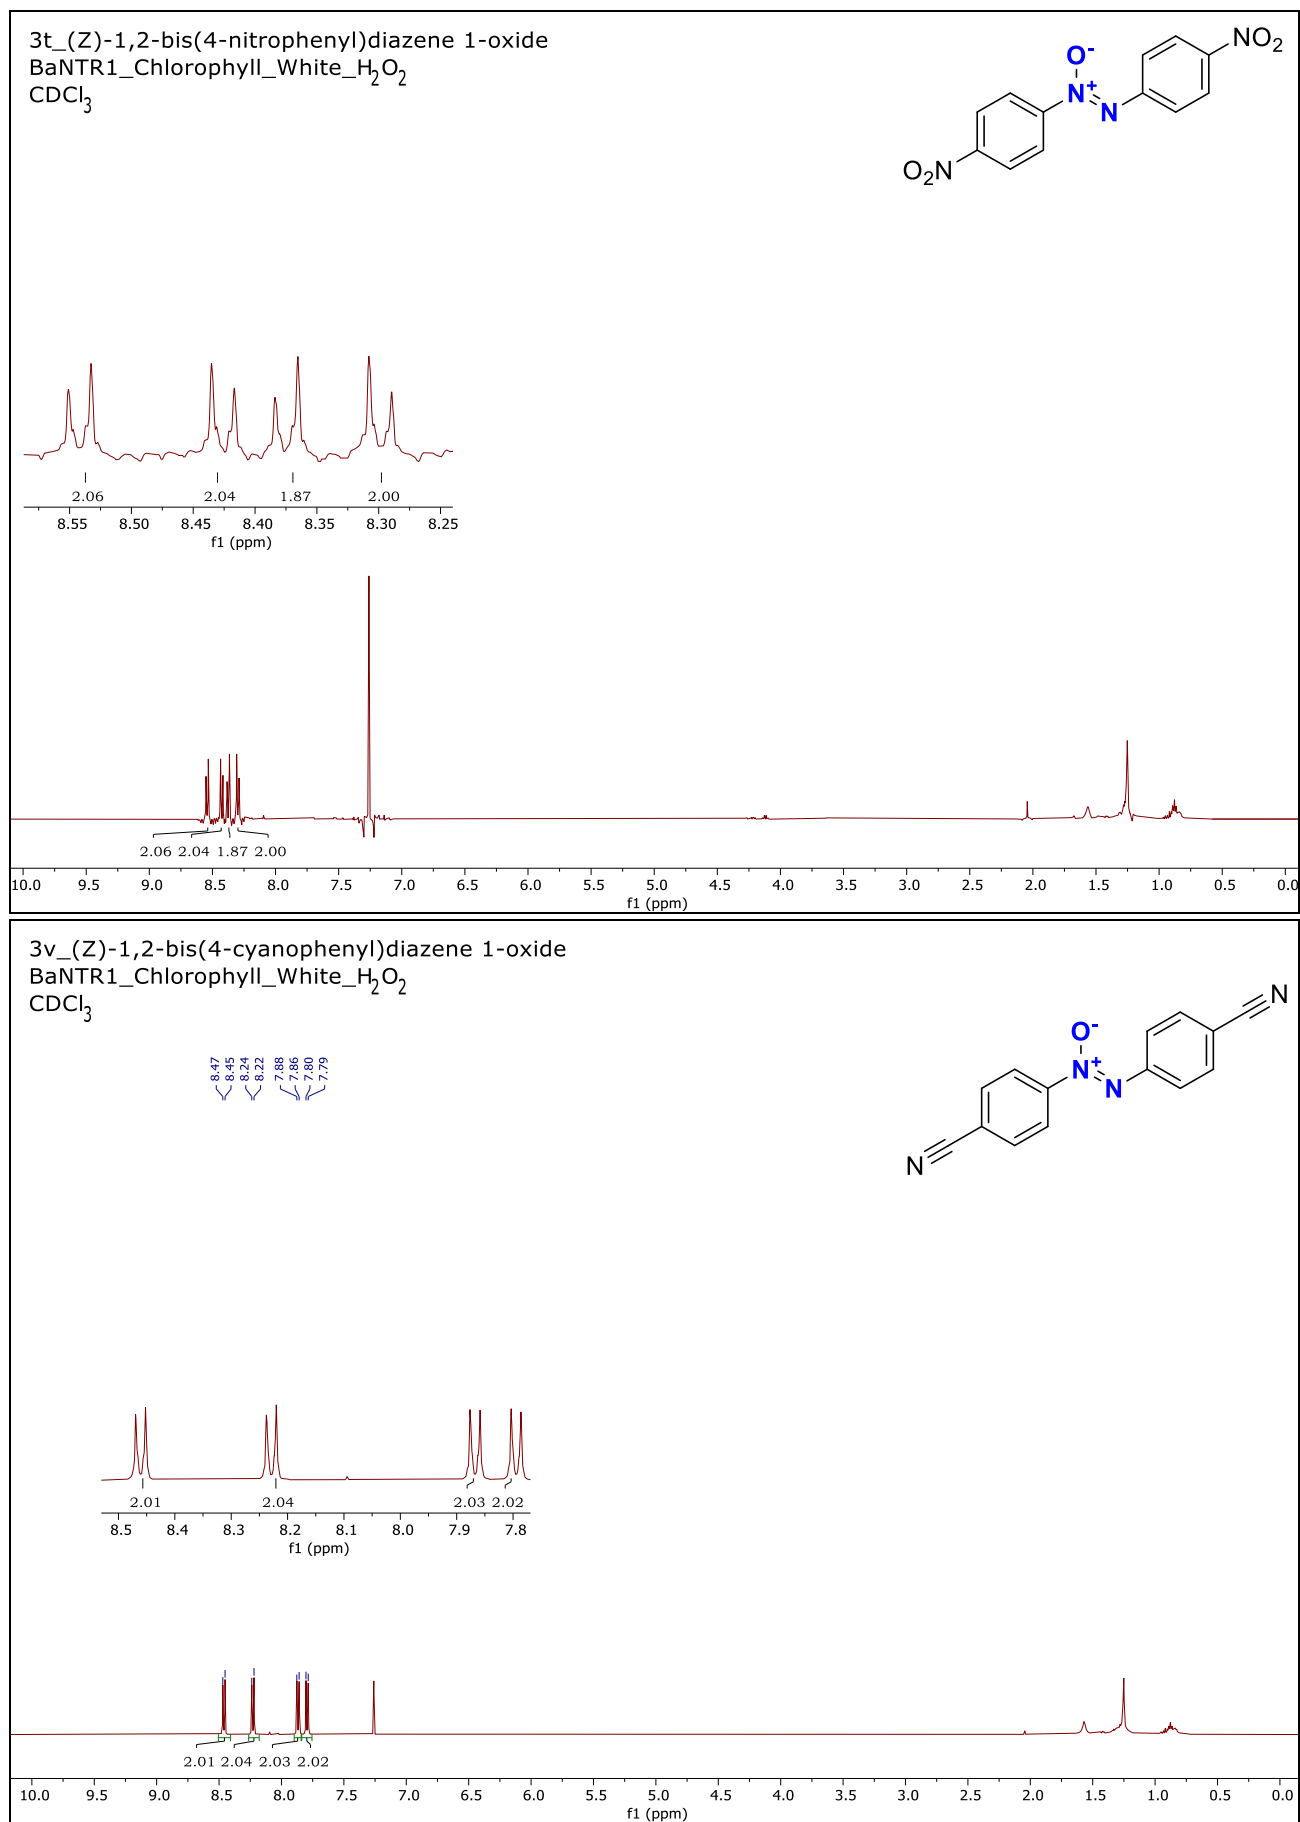 3t_(Z)-1,2-bis(4-nitrophenyl)diazene 1-oxide
BaNTR1_Chlorophyll_White_H2O2
CDCl3
NO2
O-
N+
N
O2N
2.06 2.04 1.87 2.00
8.55 8.50 8.45 8.40 8.35 8.30 8.25
f1 (ppm)
2.06 2.04 1.87 2.00
10.0 9.5 9.0 8.5 8.0 7.5 7.0 6.5 6.0 5.5 5.0 4.5 4.0 3.5 3.0 2.5 2.0 1.5 1.0 0.5 0.0
f1 (ppm)
3v_(Z)-1,2-bis(4-cyanophenyl)diazene 1-oxide
BaNTR1_Chlorophyll_White_H2O2
CDCl3
N
O-
N+
N
N
8.47
8.45
8.24
8.22
7.88
7.86
7.80
7.79
2.01 2.04 2.03 2.02
8.5 8.4 8.3 8.2 8.1 8.0 7.9 7.8
f1 (ppm)
2.01 2.04 2.03 2.02
10.0 9.5 9.0 8.5 8.0 7.5 7.0 6.5 6.0 5.5 5.0 4.5 4.0 3.5 3.0 2.5 2.0 1.5 1.0 0.5 0.0
f1 (ppm)